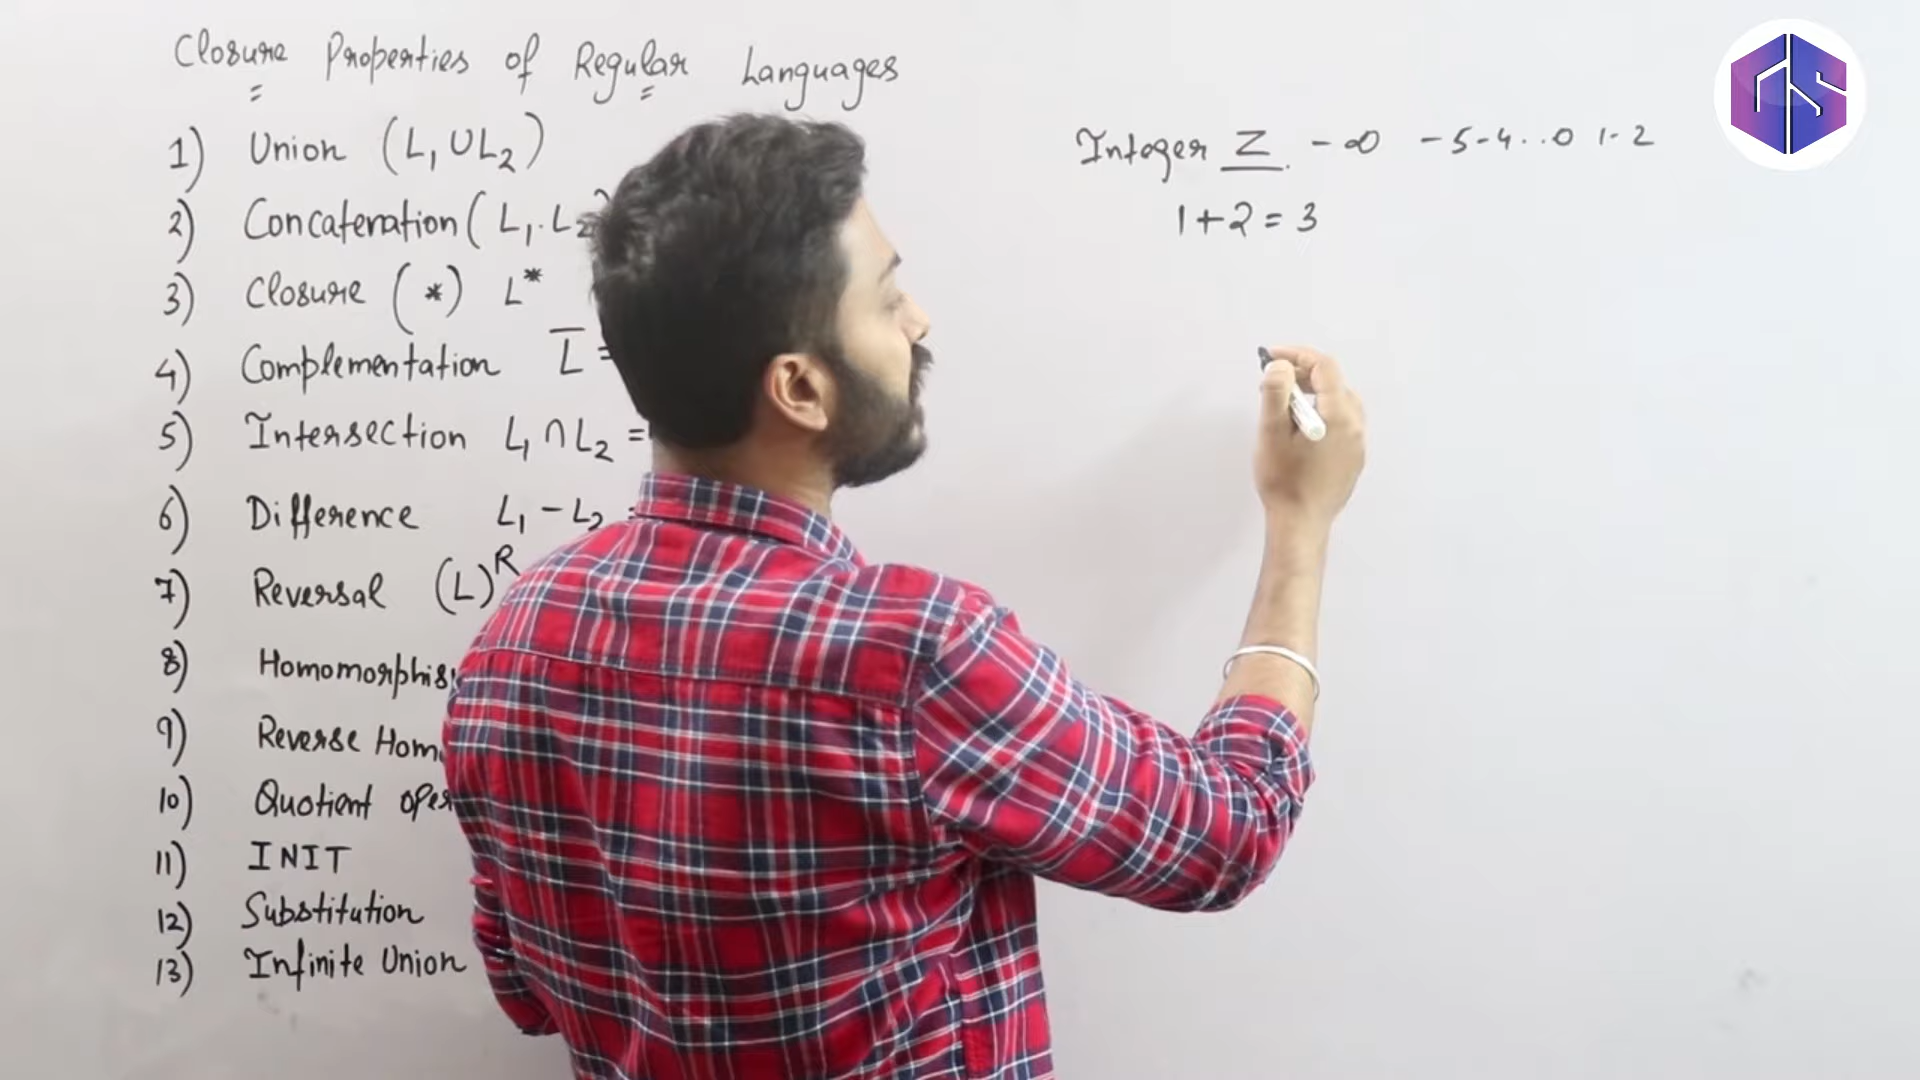 Closure Properties of Regular Languages
1) Union (L₁ ∪ L₂)
2) Concatenation (L₁ . L₂)
3) Closure (*) L*
4) Complementation L̅ =
5) Intersection L₁ ∩ L₂ =
6) Difference L₁ - L₂ =
7) Reversal (L)ᴿ
8) Homomorphis
9) Reverse Hom
10) Quotient oper
11) INIT
12) Substitution
13) Infinite Union
Integer Z . - ∞ - 5 - 4 . . 0 1 - 2
1 + 2 = 3
GS